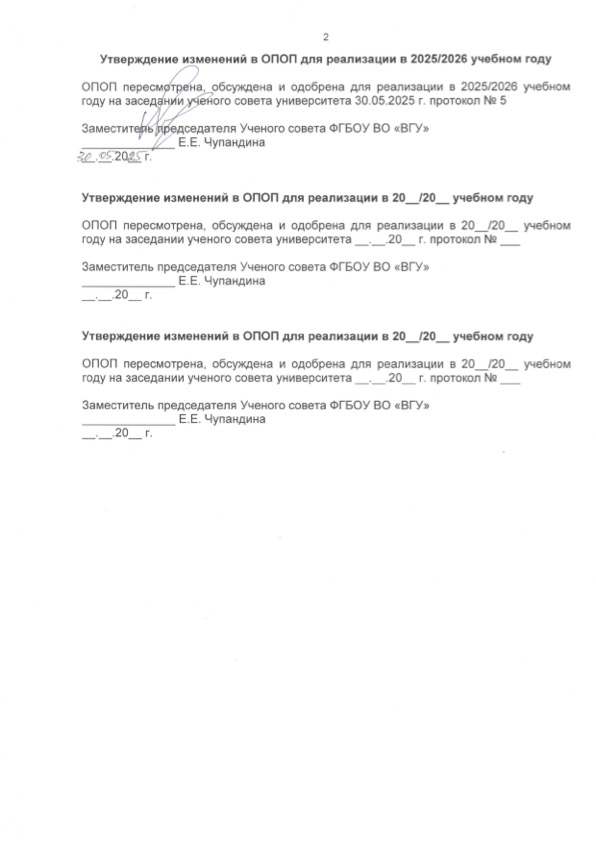 2
Утверждение изменений в ОПОП для реализации в 2025/2026 учебном году
ОПОП пересмотрена, обсуждена и одобрена для реализации в 2025/2026 учебном
году на заседании ученого совета университета 30.05.2025 г. протокол № 5
Заместитель председателя Ученого совета ФГБОУ ВО «ВГУ»
______________ Е.Е. Чупандина
30.05.2025 г.
Утверждение изменений в ОПОП для реализации в 20__/20__ учебном году
ОПОП пересмотрена, обсуждена и одобрена для реализации в 20__/20__ учебном
году на заседании ученого совета университета __.__.20__ г. протокол № ___
Заместитель председателя Ученого совета ФГБОУ ВО «ВГУ»
______________ Е.Е. Чупандина
__.__.20__ г.
Утверждение изменений в ОПОП для реализации в 20__/20__ учебном году
ОПОП пересмотрена, обсуждена и одобрена для реализации в 20__/20__ учебном
году на заседании ученого совета университета __.__.20__ г. протокол № ___
Заместитель председателя Ученого совета ФГБОУ ВО «ВГУ»
______________ Е.Е. Чупандина
__.__.20__ г.